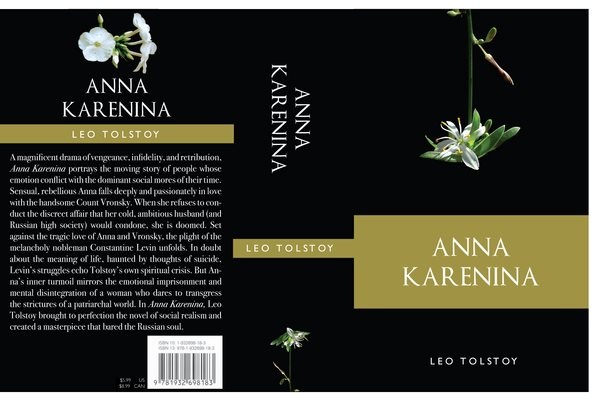 ANNA
KARENINA
LEO TOLSTOY
A magnificent drama of vengeance, infidelity, and retribution,
Anna Karenina portrays the moving story of people whose
emotion conflict with the dominant social mores of their time.
Sensual, rebellious Anna falls deeply and passionately in love
with the handsome Count Vronsky. When she refuses to con-
duct the discreet affair that her cold, ambitious husband (and
Russian high society) would condone, she is doomed. Set
against the tragic love of Anna and Vronsky, the plight of the
melancholy nobleman Constantine Levin unfolds. In doubt
about the meaning of life, haunted by thoughts of suicide,
Levin's struggles echo Tolstoy's own spiritual crisis. But An-
na's inner turmoil mirrors the emotional imprisonment and
mental disintegration of a woman who dares to transgress
the strictures of a patriarchal world. In Anna Karenina, Leo
Tolstoy brought to perfection the novel of social realism and
created a masterpiece that bared the Russian soul.
$5.99 US
$8.99 CAN
9 781932 698183
ANNA
KARENINA
LEO TOLSTOY
ANNA
KARENINA
LEO TOLSTOY